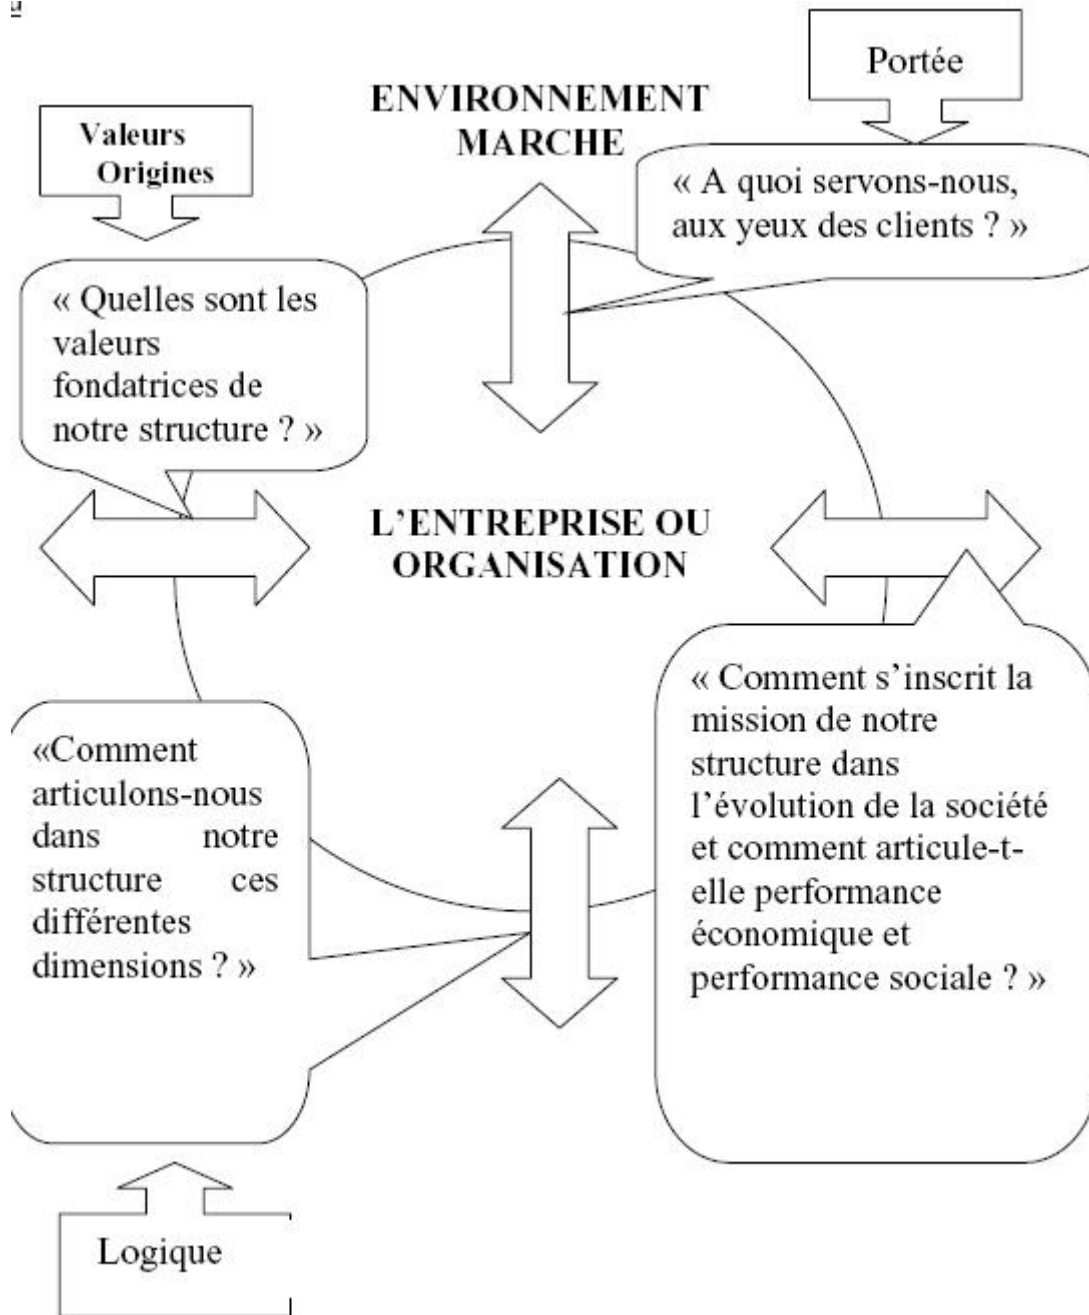 Portée
ENVIRONNEMENT
MARCHE
Valeurs
Origines
« A quoi servons-nous,
aux yeux des clients ? »
« Quelles sont les
valeurs
fondatrices de
notre structure ? »
L’ENTREPRISE OU
ORGANISATION
« Comment s’inscrit la
mission de notre
structure dans
l’évolution de la société
et comment articule-t-
elle performance
économique et
performance sociale ? »
«Comment
articulons-nous
dans notre
structure ces
différentes
dimensions ? »
Logique